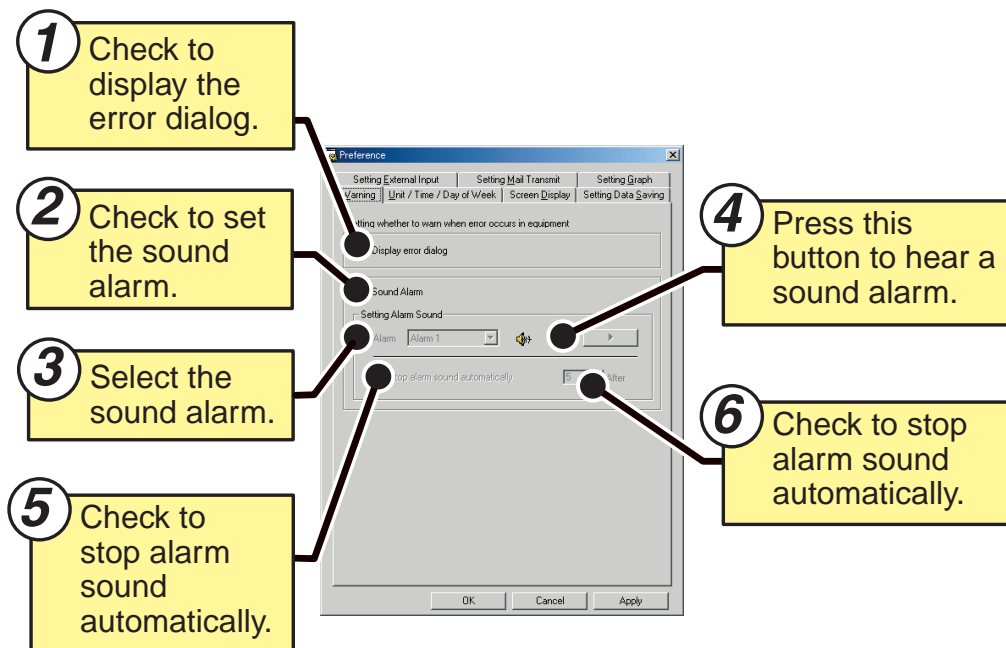 1
Check to
display the
error dialog.
2
Check to set
the sound
alarm.
3
Select the
sound alarm.
5
Check to
stop alarm
sound
automatically.
Preference
Setting External Input Setting Mail Transmit Setting Graph
Warning Unit / Time / Day of Week Screen Display Setting Data Saving
Setting whether to warn when error occurs in equipment
Display error dialog
Sound Alarm
Setting Alarm Sound
Alarm Alarm 1
stop alarm sound automatically 5 After
OK Cancel Apply
4
Press this
button to hear a
sound alarm.
6
Check to stop
alarm sound
automatically.